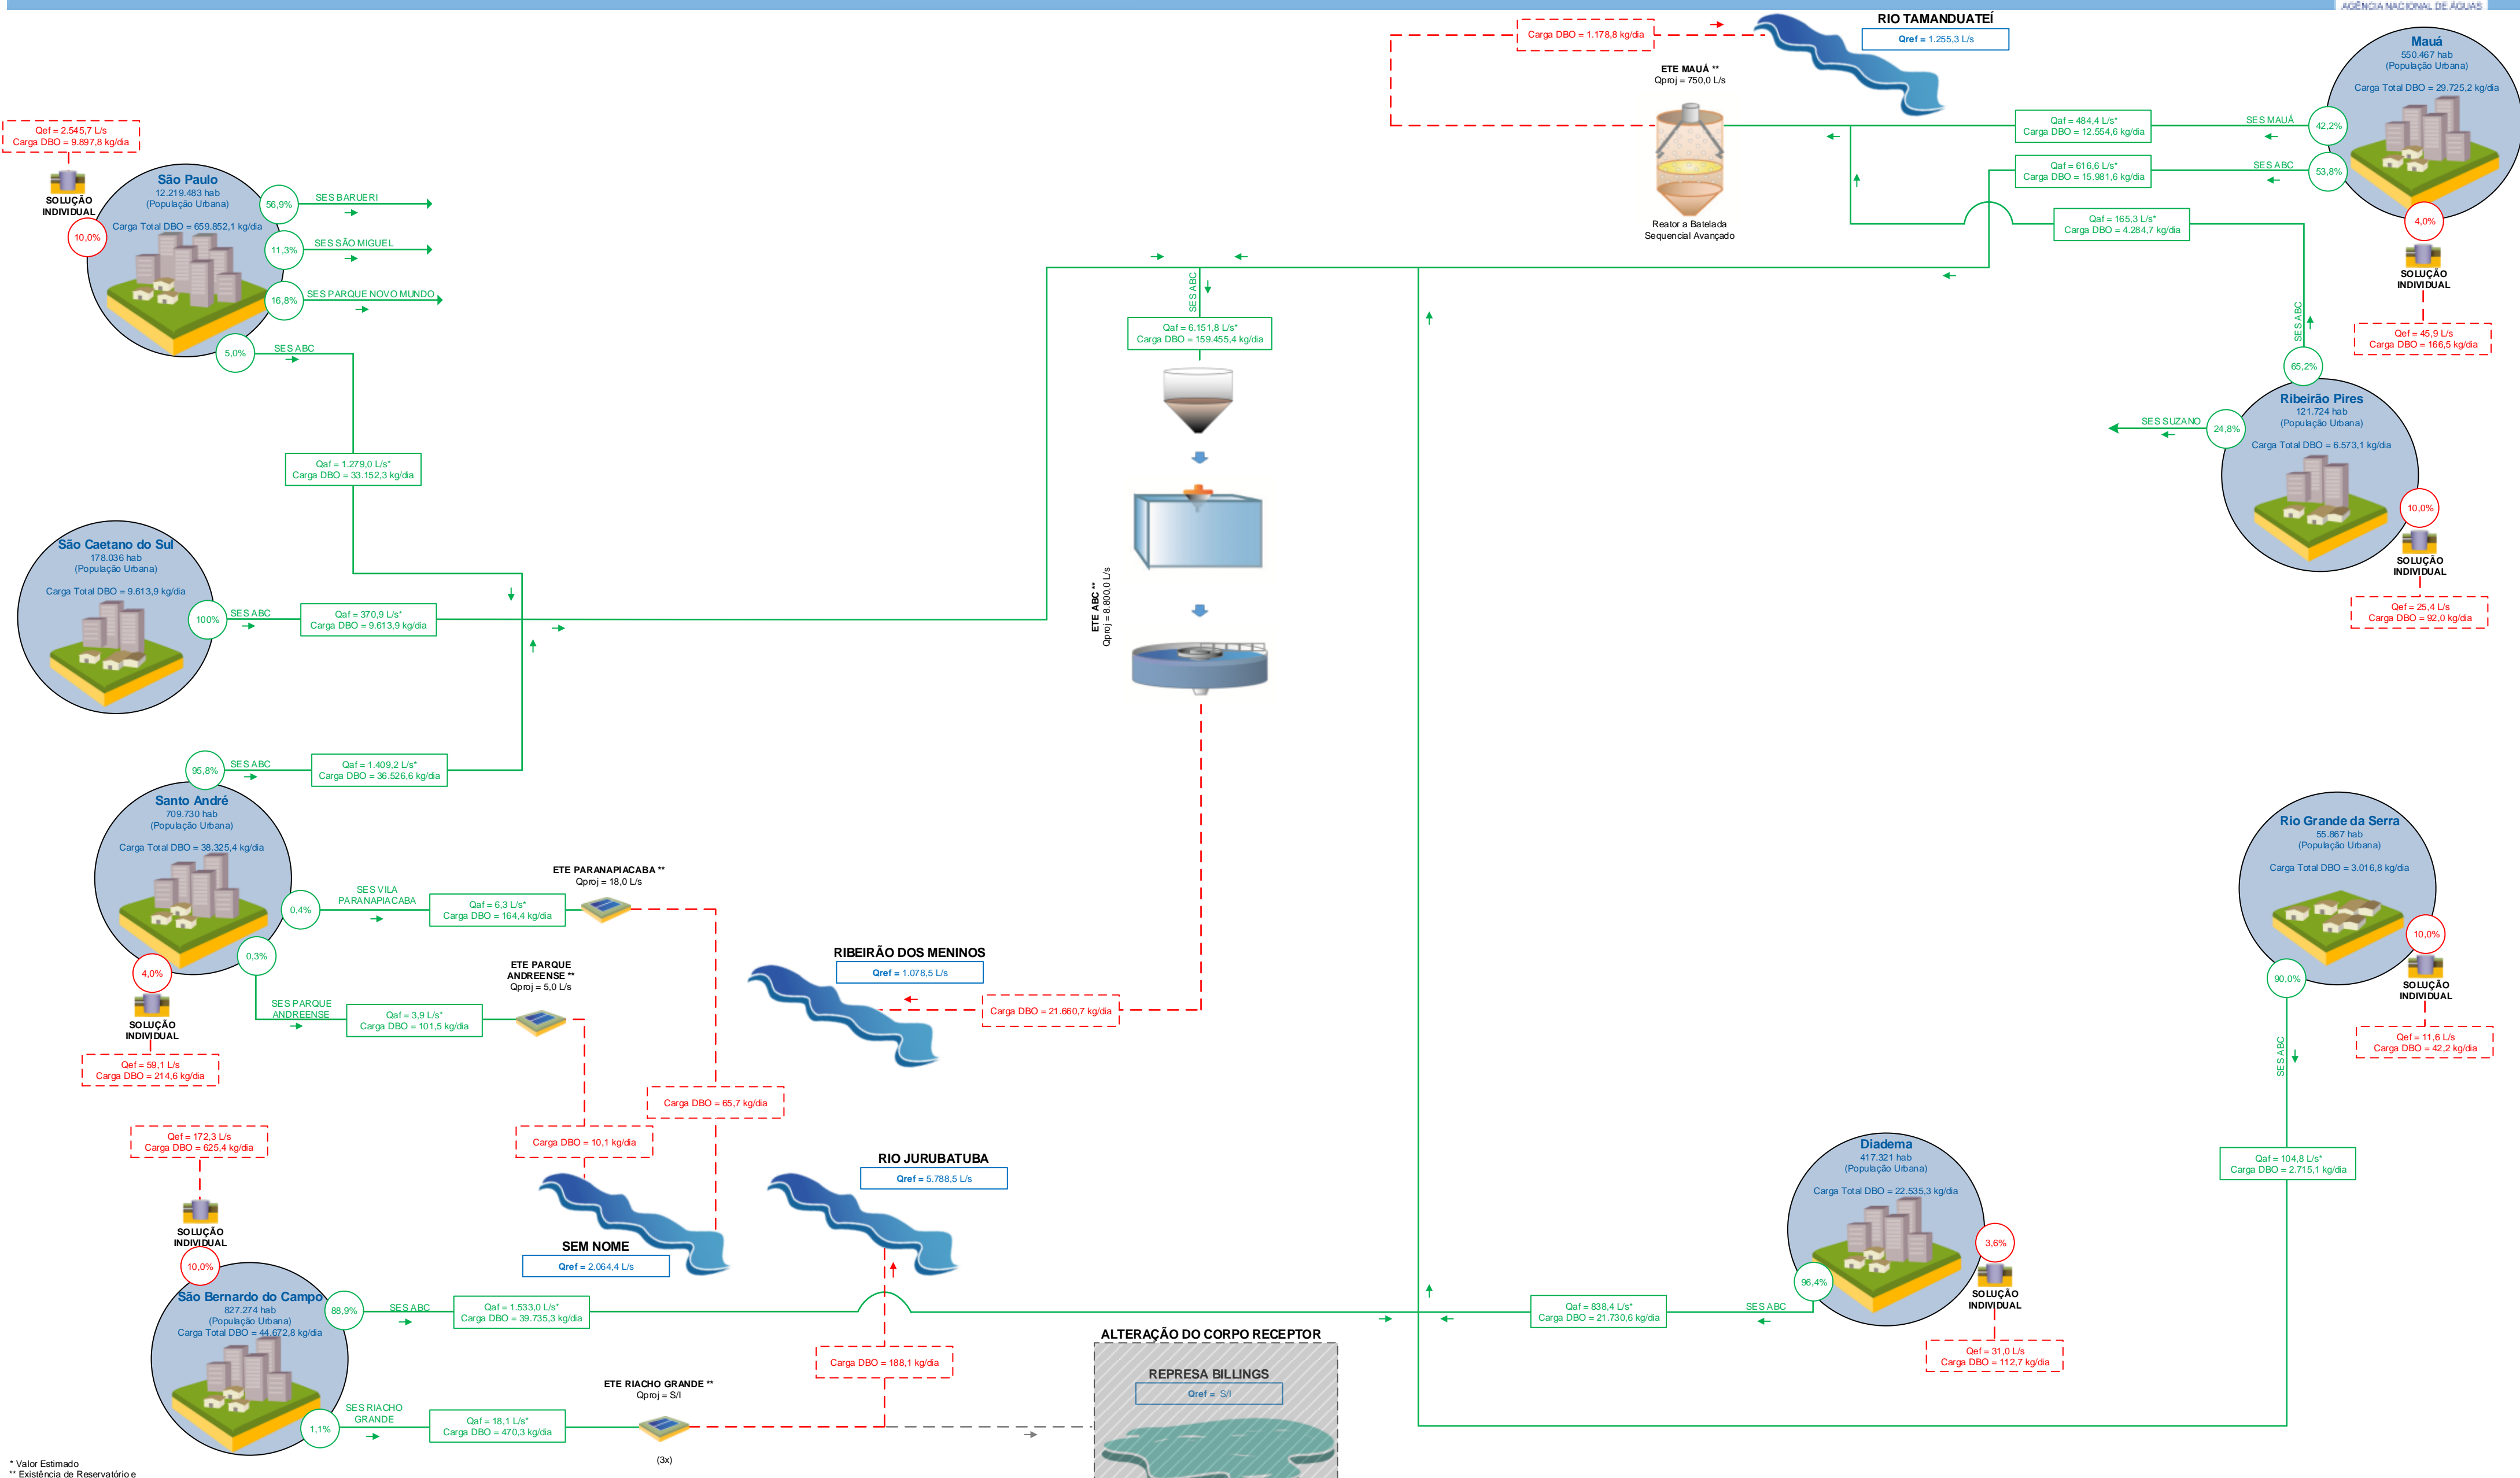 AGÊNCIA NACIONAL DE ÁGUAS
RIO TAMANDUATEÍ
Qref = 1.255,3 L/s
Carga DBO = 1.178,8 kg/dia
ETE MAUÁ **
Qproj = 750,0 L/s
Reator a Batelada
Sequencial Avançado
Mauá
550.467 hab
(População Urbana)
Carga Total DBO = 29.725,2 kg/dia
42,2%
SES MAUÁ
Qaf = 484,4 L/s*
Carga DBO = 12.554,6 kg/dia
53,8%
SES ABC
Qaf = 616,6 L/s*
Carga DBO = 15.981,6 kg/dia
4,0%
SOLUÇÃO
INDIVIDUAL
Qef = 45,9 L/s
Carga DBO = 166,5 kg/dia
Qaf = 165,3 L/s*
Carga DBO = 4.284,7 kg/dia
SES ABC
65,2%
Ribeirão Pires
121.724 hab
(População Urbana)
Carga Total DBO = 6.573,1 kg/dia
24,8%
SES SUZANO
10,0%
SOLUÇÃO
INDIVIDUAL
Qef = 25,4 L/s
Carga DBO = 92,0 kg/dia
Qef = 2.545,7 L/s
Carga DBO = 9.897,8 kg/dia
SOLUÇÃO
INDIVIDUAL
10,0%
São Paulo
12.219.483 hab
(População Urbana)
Carga Total DBO = 659.852,1 kg/dia
56,9%
SES BARUERI
11,3%
SES SÃO MIGUEL
16,8%
SES PARQUE NOVO MUNDO
5,0%
SES ABC
Qaf = 1.279,0 L/s*
Carga DBO = 33.152,3 kg/dia
SES ABC
Qaf = 6.151,8 L/s*
Carga DBO = 159.455,4 kg/dia
ETE ABC **
Qproj = 8.800,0 L/s
São Caetano do Sul
178.036 hab
(População Urbana)
Carga Total DBO = 9.613,9 kg/dia
100%
SES ABC
Qaf = 370,9 L/s*
Carga DBO = 9.613,9 kg/dia
95,8%
SES ABC
Qaf = 1.409,2 L/s*
Carga DBO = 36.526,6 kg/dia
Santo André
709.730 hab
(População Urbana)
Carga Total DBO = 38.325,4 kg/dia
0,4%
SES VILA
PARANAPIACABA
Qaf = 6,3 L/s*
Carga DBO = 164,4 kg/dia
ETE PARANAPIACABA **
Qproj = 18,0 L/s
0,3%
SES PARQUE
ANDREENSE
Qaf = 3,9 L/s*
Carga DBO = 101,5 kg/dia
ETE PARQUE
ANDREENSE **
Qproj = 5,0 L/s
4,0%
SOLUÇÃO
INDIVIDUAL
Qef = 59,1 L/s
Carga DBO = 214,6 kg/dia
RIBEIRÃO DOS MENINOS
Qref = 1.078,5 L/s
Carga DBO = 21.660,7 kg/dia
Carga DBO = 65,7 kg/dia
Carga DBO = 10,1 kg/dia
SEM NOME
Qref = 2.064,4 L/s
RIO JURUBATUBA
Qref = 5.788,5 L/s
Qef = 172,3 L/s
Carga DBO = 625,4 kg/dia
SOLUÇÃO
INDIVIDUAL
10,0%
São Bernardo do Campo
827.274 hab
(População Urbana)
Carga Total DBO = 44.672,8 kg/dia
88,9%
SES ABC
Qaf = 1.533,0 L/s*
Carga DBO = 39.735,3 kg/dia
1,1%
SES RIACHO
GRANDE
Qaf = 18,1 L/s*
Carga DBO = 470,3 kg/dia
ETE RIACHO GRANDE **
Qproj = S/I
(3x)
Carga DBO = 188,1 kg/dia
ALTERAÇÃO DO CORPO RECEPTOR
REPRESA BILLINGS
Qref = S/I
Rio Grande da Serra
55.867 hab
(População Urbana)
Carga Total DBO = 3.016,8 kg/dia
10,0%
SOLUÇÃO
INDIVIDUAL
Qef = 11,6 L/s
Carga DBO = 42,2 kg/dia
90,0%
SES ABC
Qaf = 104,8 L/s*
Carga DBO = 2.715,1 kg/dia
Diadema
417.321 hab
(População Urbana)
Carga Total DBO = 22.535,3 kg/dia
3,6%
SOLUÇÃO
INDIVIDUAL
Qef = 31,0 L/s
Carga DBO = 112,7 kg/dia
96,4%
SES ABC
Qaf = 838,4 L/s*
Carga DBO = 21.730,6 kg/dia
* Valor Estimado
** Existência de Reservatório e